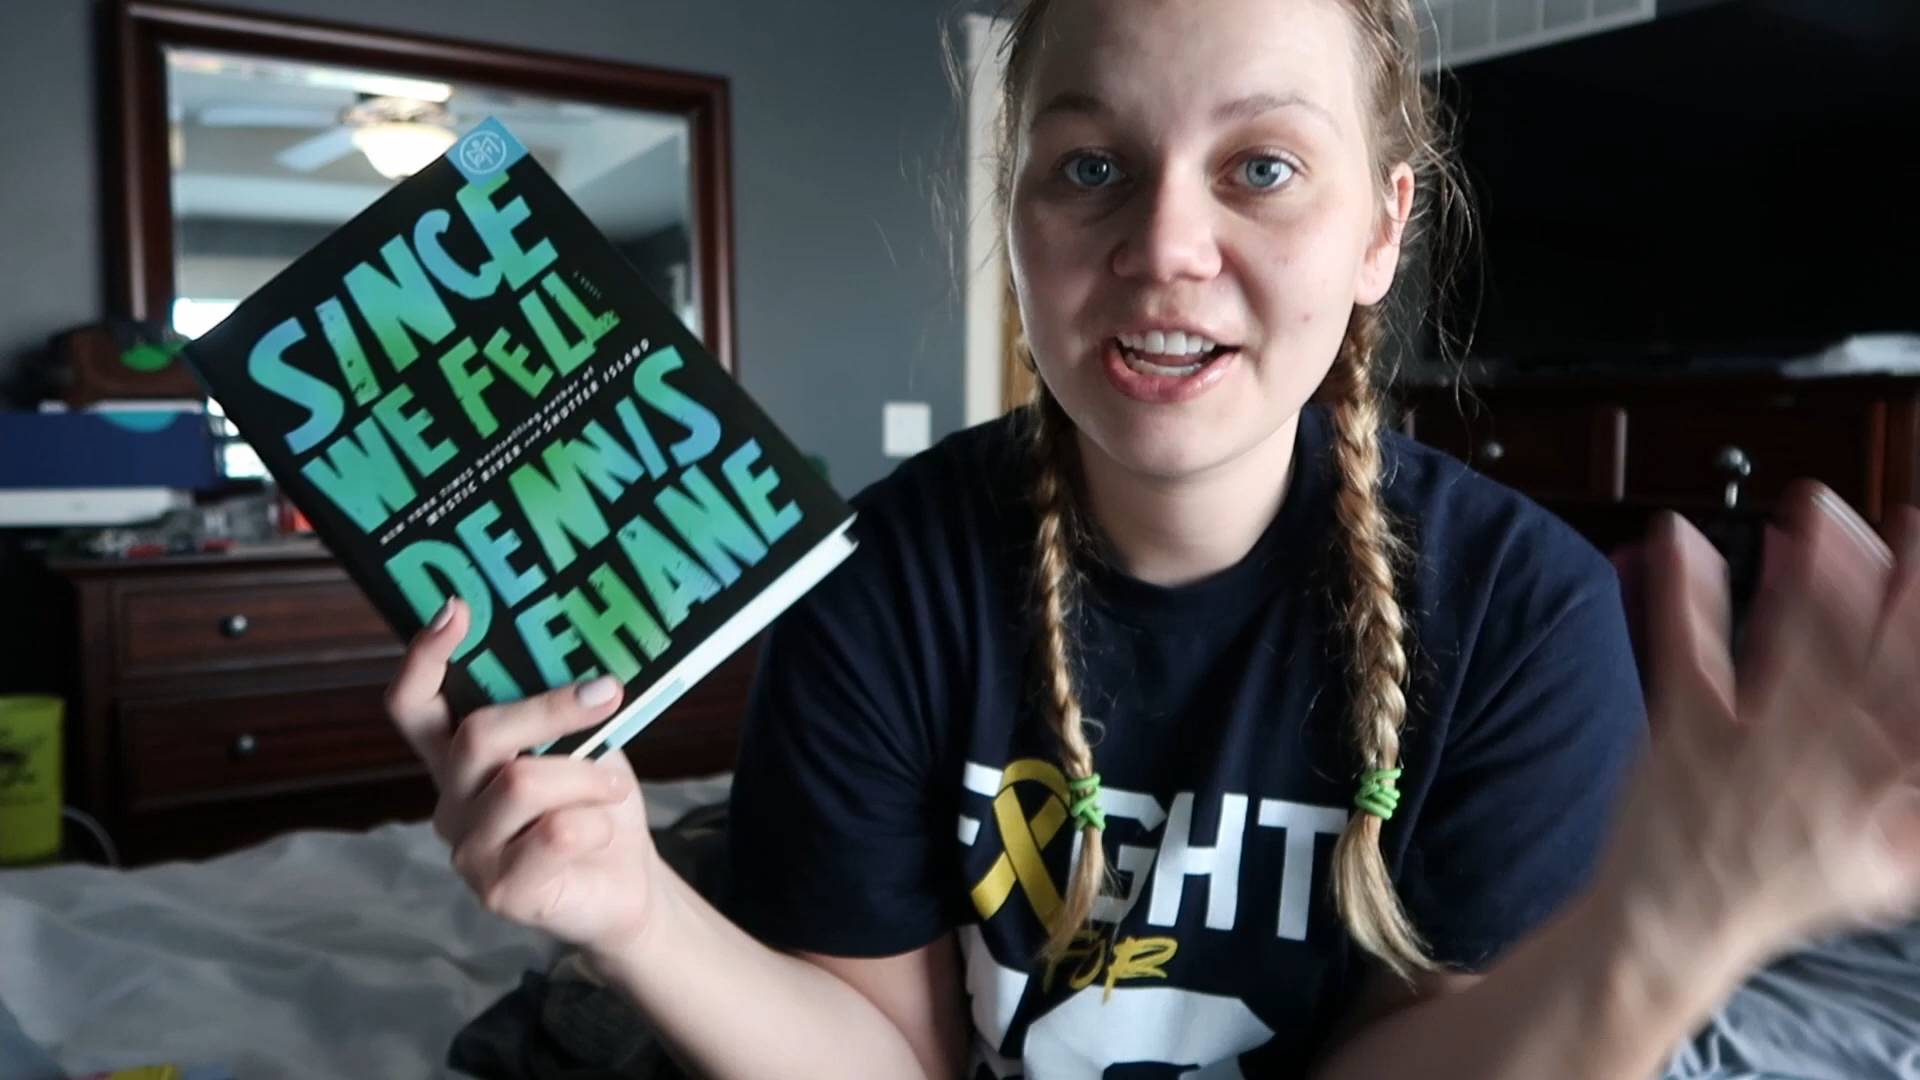 SINCE
WE FELL
A NOVEL
NEW YORK TIMES bestselling author of
MYSTIC RIVER and SHUTTER ISLAND
DENNIS
LEHANE
FIGHT
FOR